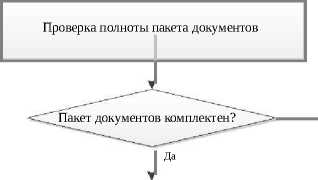 Проверка полноты пакета документов
Пакет документов комплектен?
Да